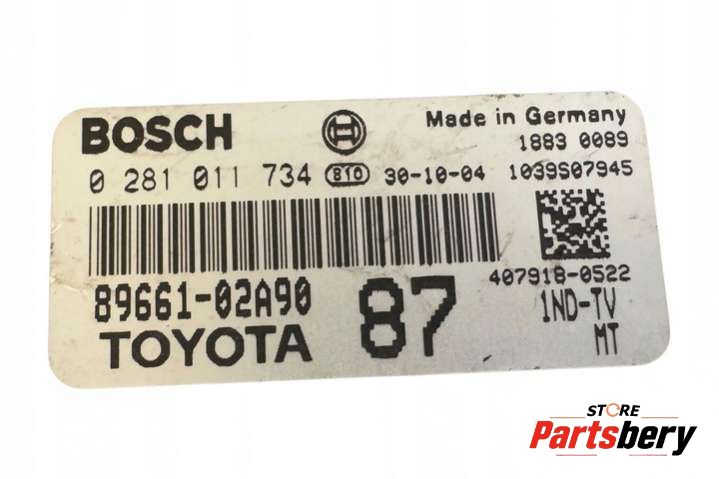 BOSCH
Made in Germany
1883 0089
0 281 011 734 816 30-10-04 1039S07945
407918-0522
89661-02A90
87
1ND-TV
TOYOTA
MT
STORE
Partsbery